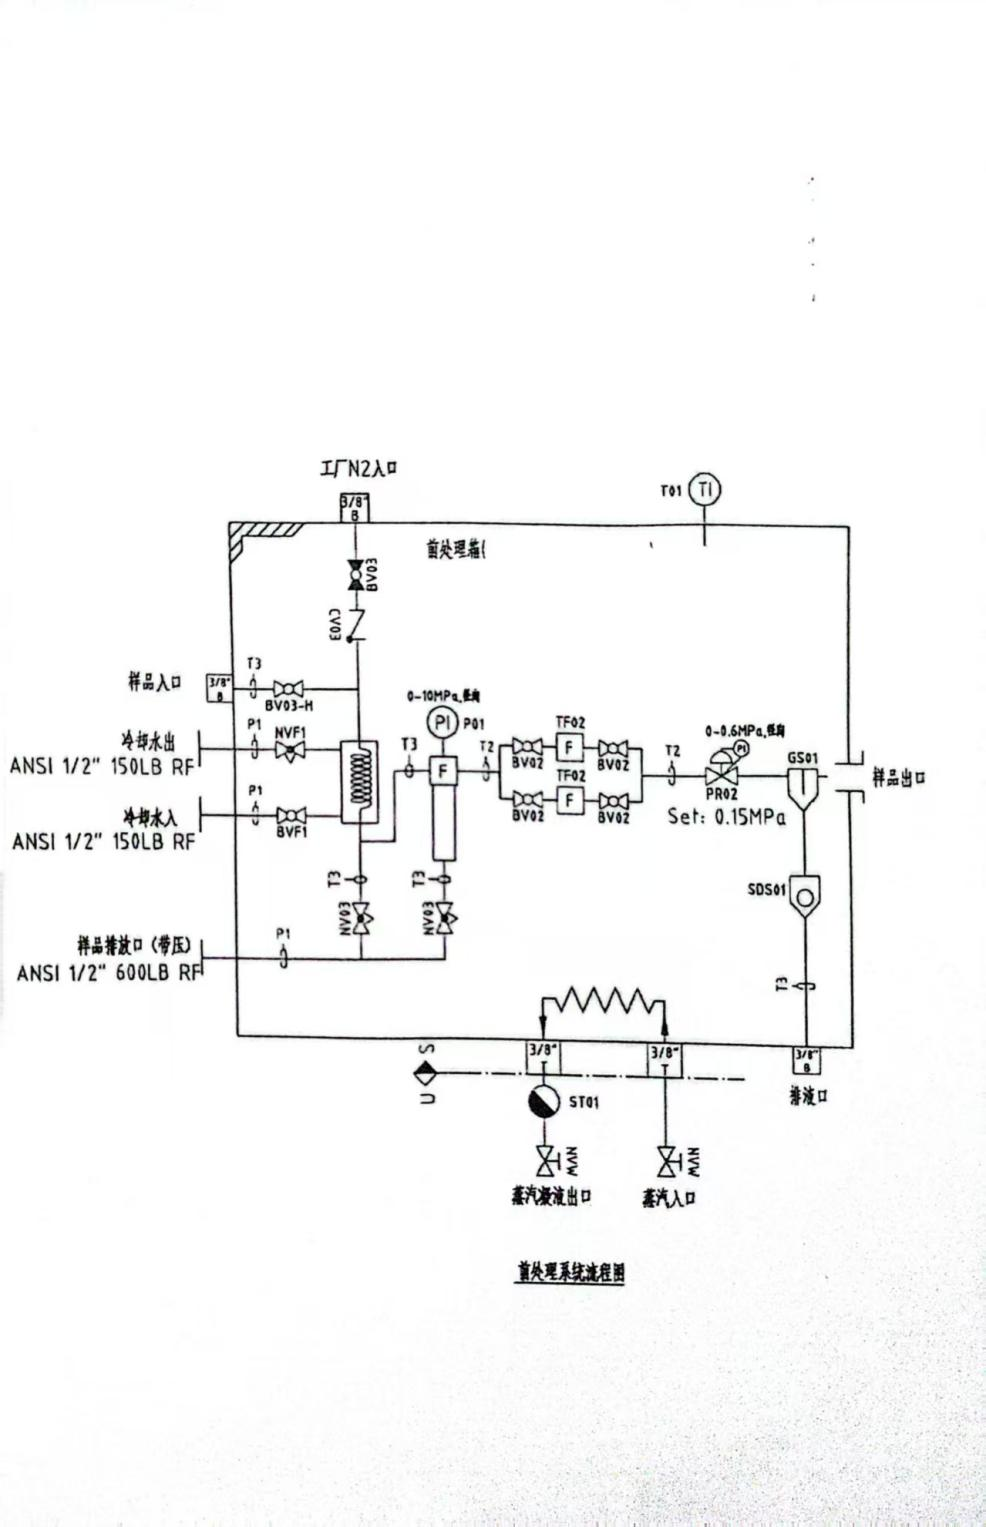 工厂N2入口
3/8"
B
T01
TI
前处理箱(
BV03
CV03
样品入口
3/8"
B
T3
BV03-H
0-10MPa,径向
PI
P01
冷却水出
ANSI 1/2" 150LB RF
P1
NVF1
T3
T2
TF02
F
BV02
BV02
TF02
F
BV02
BV02
F
T2
0-0.6MPa,径向
PI
PR02
Set: 0.15MPa
GS01
样品出口
冷却水入
ANSI 1/2" 150LB RF
P1
BVF1
T3
NV03
T3
NV03
SDS01
样品排放口(带压)
ANSI 1/2" 600LB RF
P1
T3
3/8"
T
3/8"
T
3/8"
B
排液口
S
U
ST01
NVW
NVW
蒸汽凝液出口
蒸汽入口
前处理系统流程图